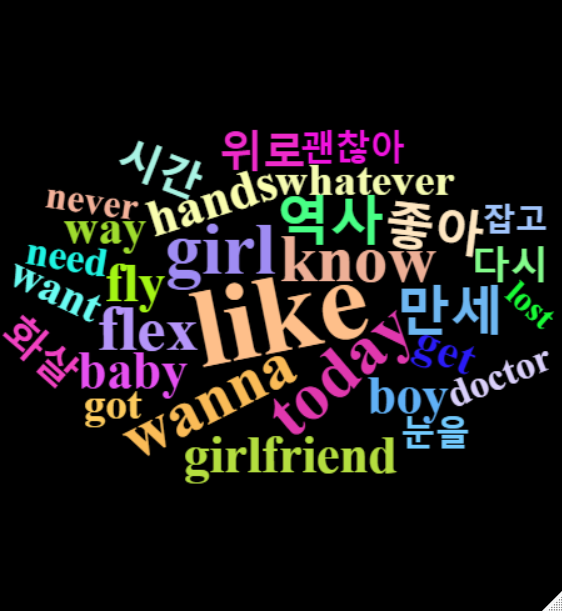 위로
괜찮아
시간
whatever
hands
never
역사
좋아
잡고
way
girl
know
다시
need
fly
want
like
만세
lost
flex
today
get
화살
baby
wanna
boy
doctor
got
눈을
girlfriend